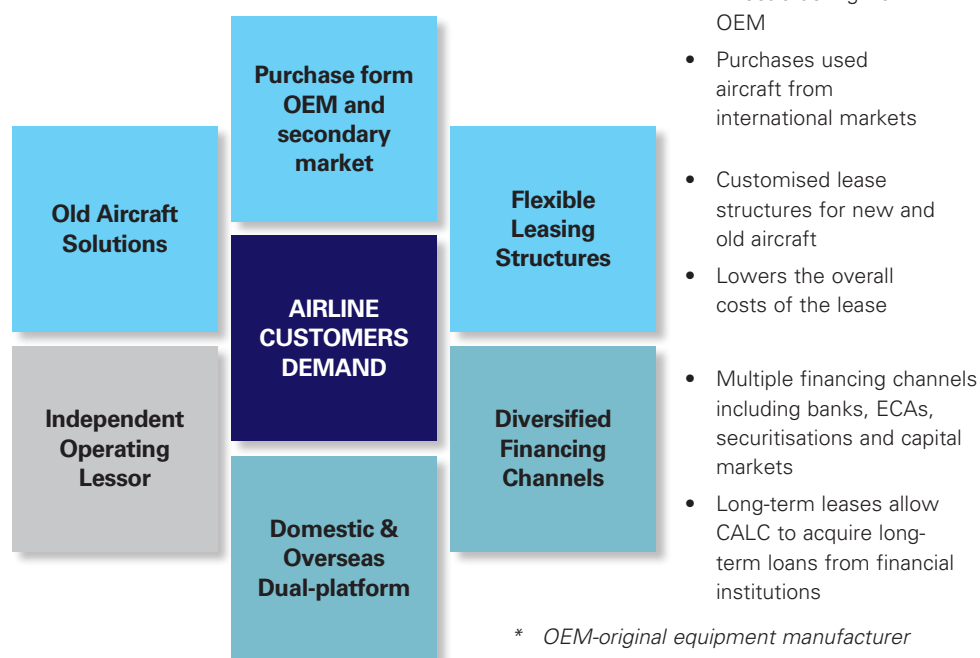 OEM
• Purchases used
aircraft from
international markets
• Customised lease
structures for new and
old aircraft
• Lowers the overall
costs of the lease
• Multiple financing channels
including banks, ECAs,
securitisations and capital
markets
• Long-term leases allow
CALC to acquire long-
term loans from financial
institutions
Purchase form
OEM and
secondary
market
Old Aircraft
Solutions
Flexible
Leasing
Structures
AIRLINE
CUSTOMERS
DEMAND
Independent
Operating
Lessor
Diversified
Financing
Channels
Domestic &
Overseas
Dual-platform
* OEM-original equipment manufacturer